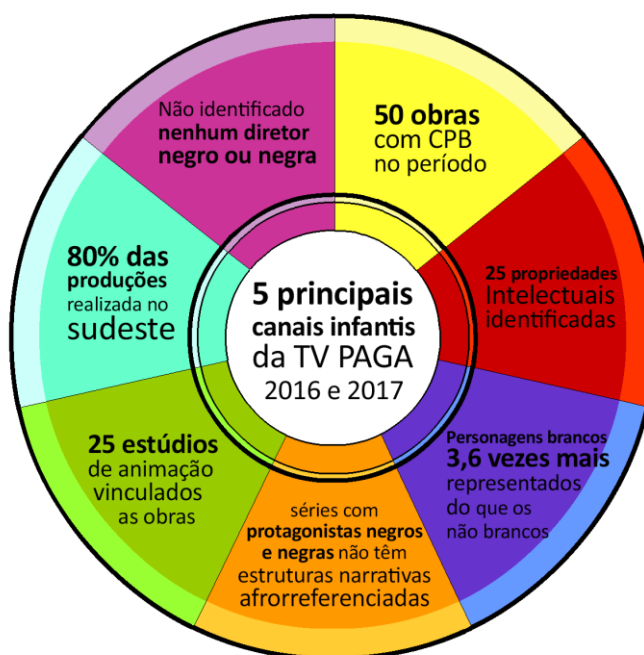 5 principais
canais infantis
da TV PAGA
2016 e 2017
50 obras
com CPB
no período
25 propriedades
Intelectuais
identificadas
Personagens brancos
3,6 vezes mais
representados
do que os
não brancos
séries com
protagonistas negros
e negras não têm
estruturas narrativas
afrorreferenciadas
25 estúdios
de animação
vinculados
as obras
80% das
produções
realizada no
sudeste
Não identificado
nenhum diretor
negro ou negra